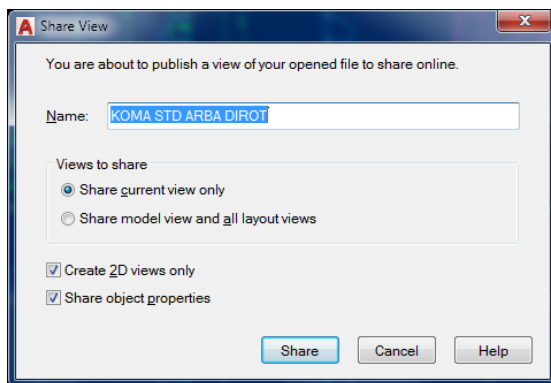 Share View
You are about to publish a view of your opened file to share online.
Name: KOMA STD ARBA DIROT
Views to share
Share current view only
Share model view and all layout views
Create 2D views only
Share object properties
Share Cancel Help